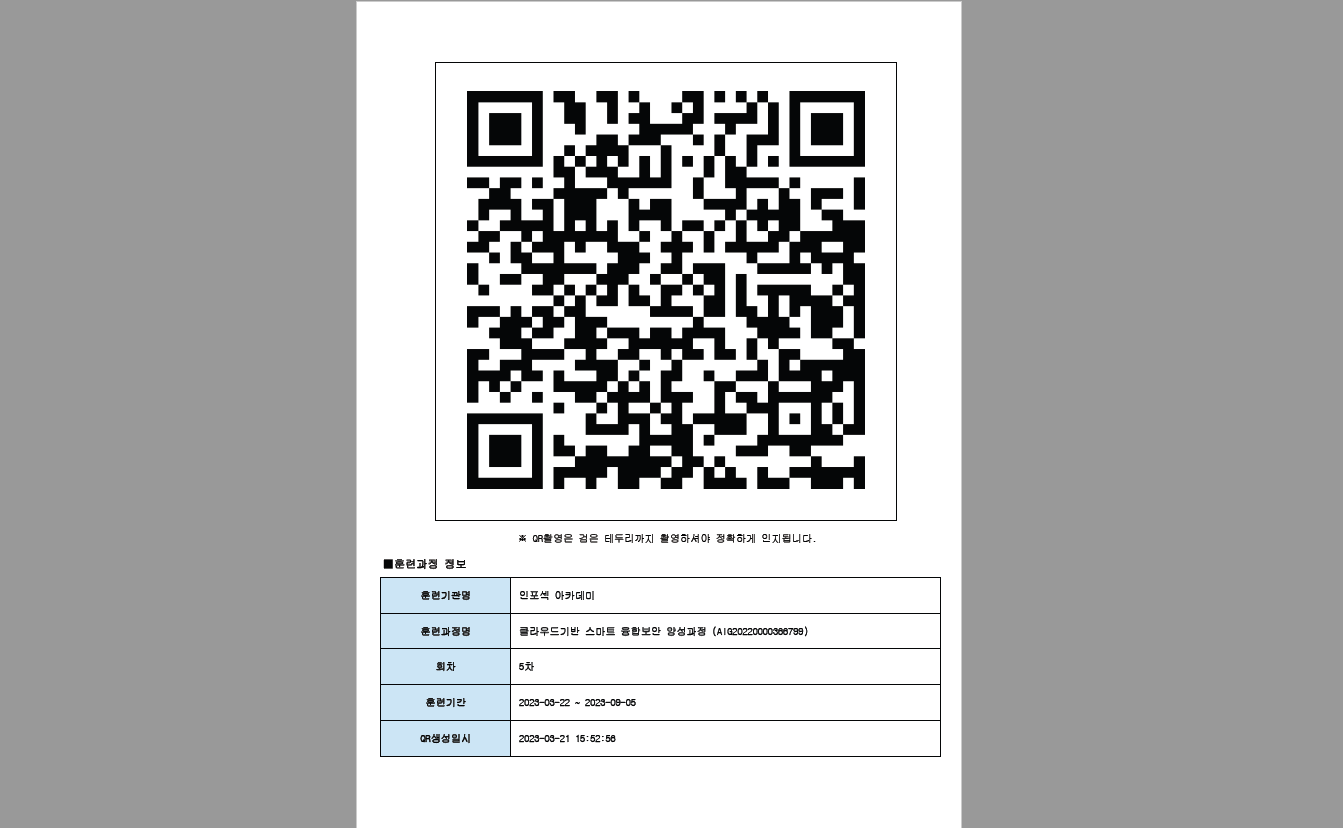 ※ QR촬영은 검은 테두리까지 촬영하셔야 정확하게 인지됩니다.
■훈련과정 정보
훈련기관명 인포섹 아카데미
훈련과정명 클라우드기반 스마트 융합보안 양성과정 (AIG20220000366799)
회차 5차
훈련기간 2023-03-22 ~ 2023-09-05
QR생성일시 2023-03-21 15:52:56